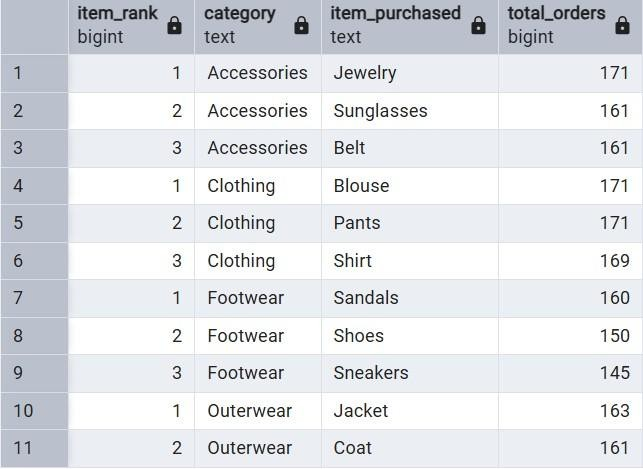 item_rank category item_purchased total_orders
bigint text text bigint
1 1 Accessories Jewelry 171
2 2 Accessories Sunglasses 161
3 3 Accessories Belt 161
4 1 Clothing Blouse 171
5 2 Clothing Pants 171
6 3 Clothing Shirt 169
7 1 Footwear Sandals 160
8 2 Footwear Shoes 150
9 3 Footwear Sneakers 145
10 1 Outerwear Jacket 163
11 2 Outerwear Coat 161